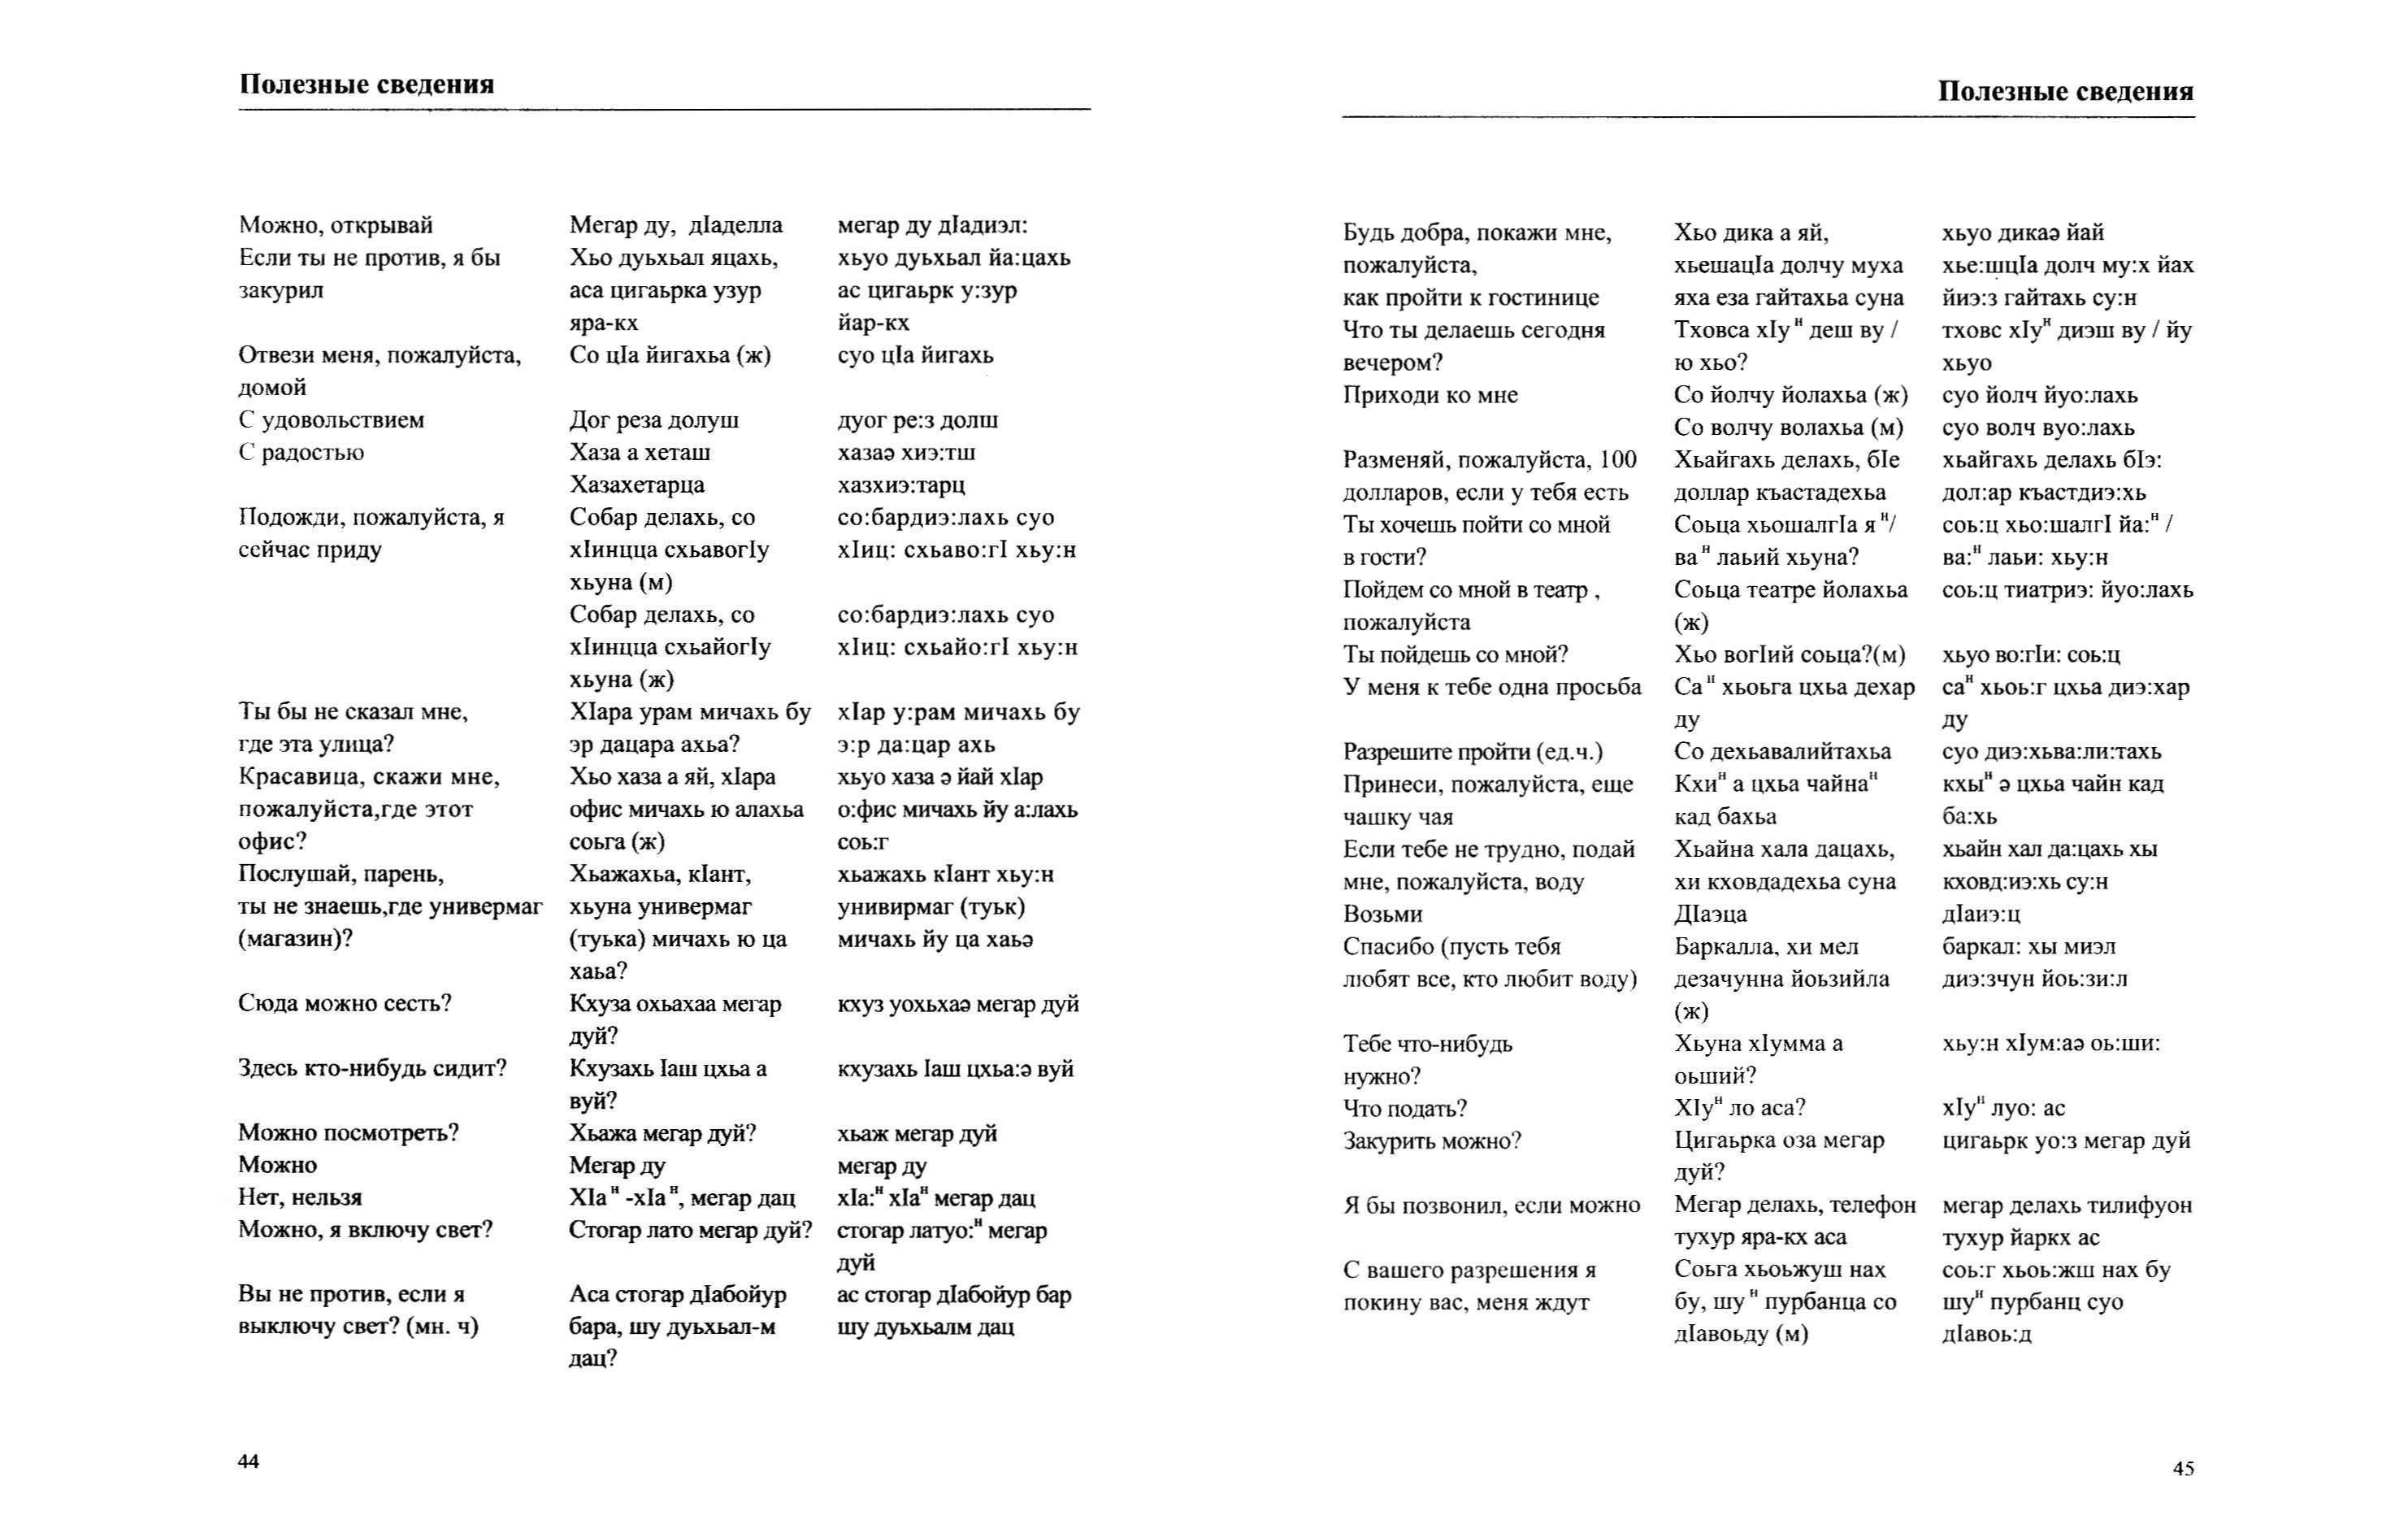 Полезные сведения
Можно, открывай Мегар ду, дӀаделла мегар ду дӀадиэл:
Если ты не против, я бы Хьо дуьхьал яцахь, хьуо дуьхьал йа:цахь
закурил аса цигаьрка узур ас цигаьрк у:зур
яра-кх йар-кх
Отвези меня, пожалуйста, Со цӀа йигахьа (ж) суо цӀа йигахь
домой
С удовольствием Дог реза долуш дуог ре:з долш
С радостью Хаза а хеташ хазаə хиэ:тш
Хазахетарца хазхиэ:тарц
Подожди, пожалуйста, я Собар делахь, со со:бардиэ:лахь суо
сейчас приду хӀинцца схьавогӀу хӀиц: схьаво:гӀ хьу:н
хьуна (м)
Собар делахь, со со:бардиэ:лахь суо
хӀинцца схьайогӀу хӀиц: схьайо:гӀ хьу:н
хьуна (ж)
Ты бы не сказал мне, ХӀара урам мичахь бу хӀар у:рам мичахь бу
где эта улица? эр дацара ахьа? э:р да:цар ахь
Красавица, скажи мне, Хьо хаза а яй, хӀара хьуо хаза ə йай хӀар
пожалуйста,где этот офис мичахь ю алахьа о:фис мичахь йу а:лахь
офис? соьга (ж) соь:г
Послушай, парень, Хьажахьа, кӀант, хьажахь кӀант хьу:н
ты не знаешь,где универмаг хьуна универмаг унивирмаг (туьк)
(магазин)? (туька) мичахь ю ца мичахь йу ца хаьə
хаьа?
Сюда можно сесть? Кхуза охьахаа мегар кхуз уохьхаə мегар дуй
дуй?
Здесь кто-нибудь сидит? Кхузахь Ӏаш цхьа а кхузахь Ӏаш цхьа:ə вуй
вуй?
Можно посмотреть? Хьажа мегар дуй? хьаж мегар дуй
Можно Мегар ду мегар ду
Нет, нельзя ХӀа ᵸ -хӀа ᵸ, мегар дац хӀа:ᵸ хӀаᵸ мегар дац
Можно, я включу свет? Стогар лато мегар дуй? стогар латуо:ᵸ мегар
дуй
Вы не против, если я Аса стогар дӀабойур ас стогар дӀабойур бар
выключу свет? (мн. ч) бара, шу дуьхьал-м шу дуьхьалм дац
дац?
44
Полезные сведения
Будь добра, покажи мне, Хьо дика а яй, хьуо дикаə йай
пожалуйста, хьешацӀа долчу муха хье:шцӀа долч му:х йах
как пройти к гостинице яха еза гайтахьа суна йиэ:з гайтахь су:н
Что ты делаешь сегодня Тховса хӀу ᵸ деш ву / тховс хӀуᵸ диэш ву / йу
вечером? ю хьо? хьуо
Приходи ко мне Со йолчу йолахьа (ж) суо йолч йуо:лахь
Со волчу волахьа (м) суо волч вуо:лахь
Разменяй, пожалуйста, 100 Хьайгахь делахь, бӀе хьайгахь делахь бӀэ:
долларов, если у тебя есть доллар къастадехьа дол:ар къастдиэ:хь
Ты хочешь пойти со мной Соьца хьошалгӀа я ᵸ/ соь:ц хьо:шалгӀ йа:ᵸ /
в гости? ва ᵸ лаьий хьуна? ва:ᵸ лаьи: хьу:н
Пойдем со мной в театр , Соьца театре йолахьа соь:ц тиатриэ: йуо:лахь
пожалуйста (ж)
Ты пойдешь со мной? Хьо вогӀий соьца?(м) хьуо во:гӀи: соь:ц
У меня к тебе одна просьба Са ᵸ хьоьга цхьа дехар саᵸ хьоь:г цхьа диэ:хар
ду ду
Разрешите пройти (ед.ч.) Со дехьавалийтахьа суо диэ:хьва:ли:тахь
Принеси, пожалуйста, еще Кхиᵸ а цхьа чайнаᵸ кхыᵸ ə цхьа чайн кад
чашку чая кад бахьа ба:хь
Если тебе не трудно, подай Хьайна хала дацахь, хьайн хал да:цахь хы
мне, пожалуйста, воду хи кховдадехьа суна кховд:иэ:хь су:н
Возьми ДӀаэца дӀаиэ:ц
Спасибо (пусть тебя Баркалла, хи мел баркал: хы миэл
любят все, кто любит воду) дезачунна йоьзийла диэ:зчун йоь:зи:л
(ж)
Тебе что-нибудь Хьуна хӀумма а хьу:н хӀум:аə оь:ши:
нужно? оьший?
Что подать? ХӀуᵸ ло аса? хӀуᵸ луо: ас
Закурить можно? Цигаьрка оза мегар цигаьрк уо:з мегар дуй
дуй?
Я бы позвонил, если можно Мегар делахь, телефон мегар делахь тилифуон
тухур яра-кх аса тухур йаркх ас
С вашего разрешения я Соьга хьоьжуш нах соь:г хьоь:жш нах бу
покину вас, меня ждут бу, шу ᵸ пурбанца со шуᵸ пурбанц суо
дӀавоьду (м) дӀавоь:д
45